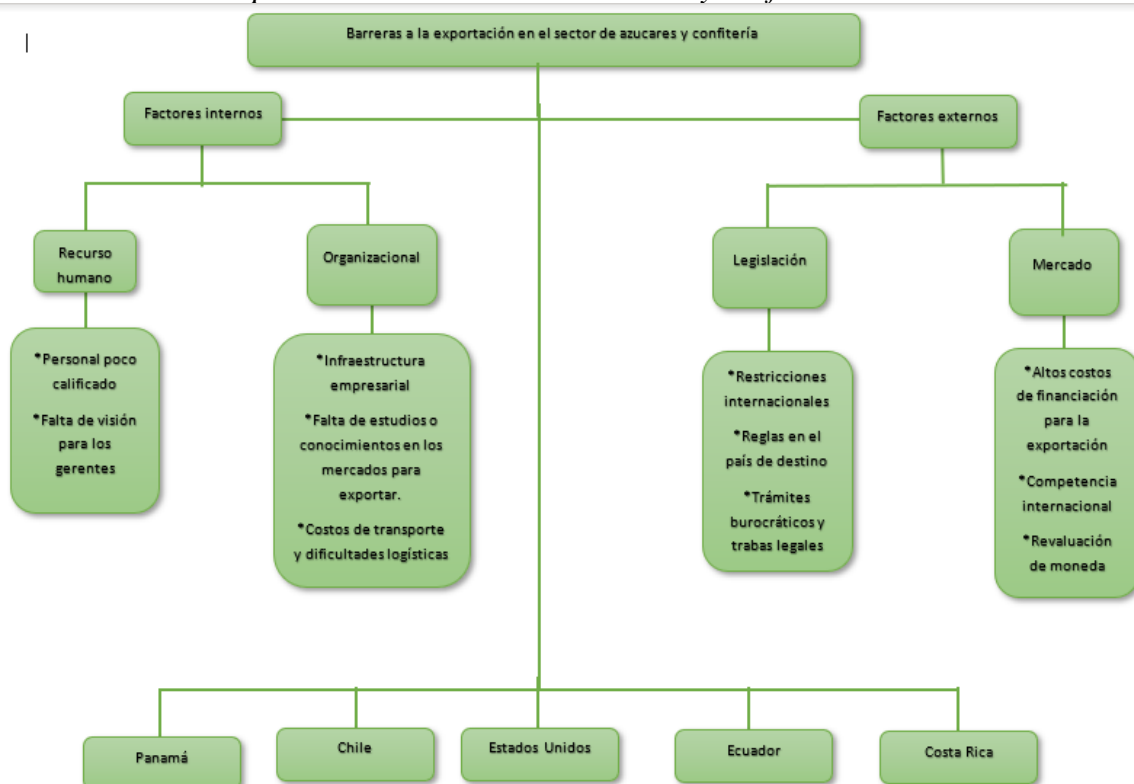 Barreras a la exportación en el sector de azucares y confitería
Factores internos
Factores externos
Recurso
humano
Organizacional
Legislación
Mercado
*Personal poco
calificado
*Falta de visión
para los
gerentes
*Infraestructura
empresarial
*Falta de estudios o
conocimientos en los
mercados para
exportar.
*Costos de transporte
y dificultades logísticas
*Restricciones
internacionales
*Reglas en el
país de destino
*Trámites
burocráticos y
trabas legales
*Altos costos
de financiación
para la
exportación
*Competencia
internacional
*Revaluación
de moneda
Panamá
Chile
Estados Unidos
Ecuador
Costa Rica